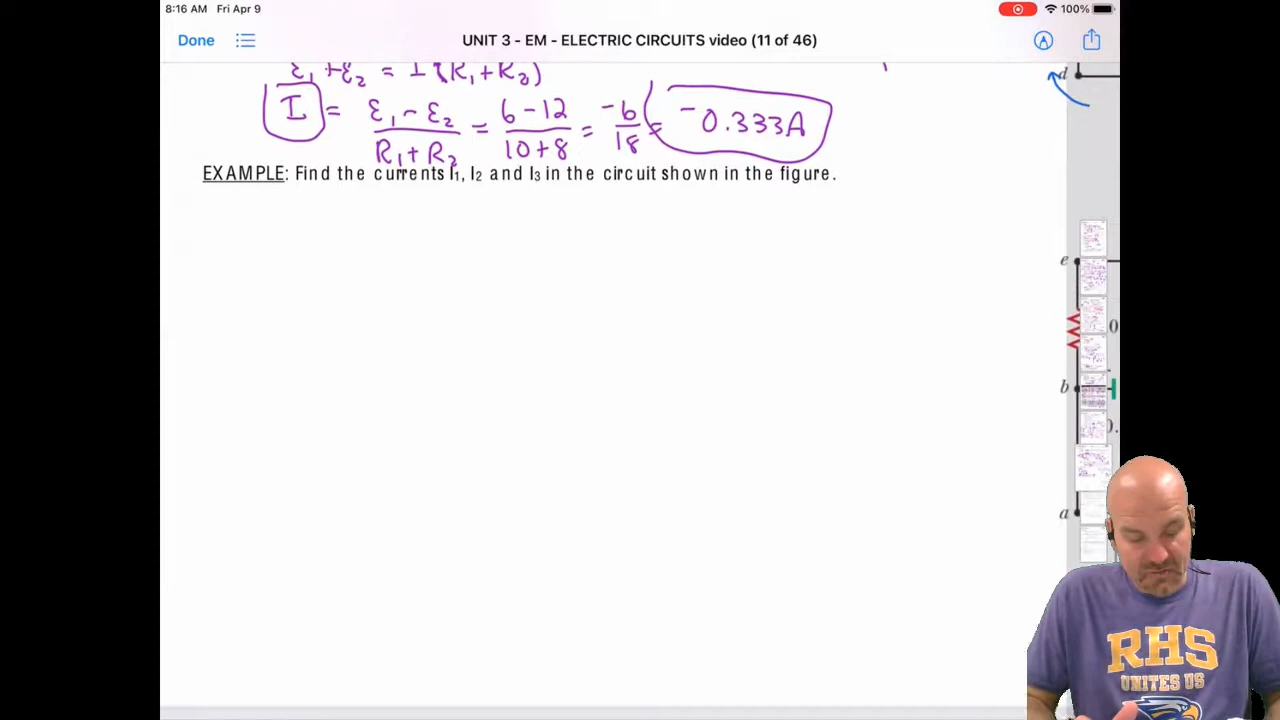 8:16 AM Fri Apr 9
100%
Done
UNIT 3 - EM - ELECTRIC CIRCUITS video (11 of 46)
ε₁ + ε₂ = I (R₁ + R₂)
d
I = ε₁ - ε₂ / R₁ + R₂ = 6 - 12 / 10 + 8 = -6 / 18 = -0.333A
EXAMPLE: Find the currents I₁, I₂ and I₃ in the circuit shown in the figure.
e
b
a
RHS
UNITES US